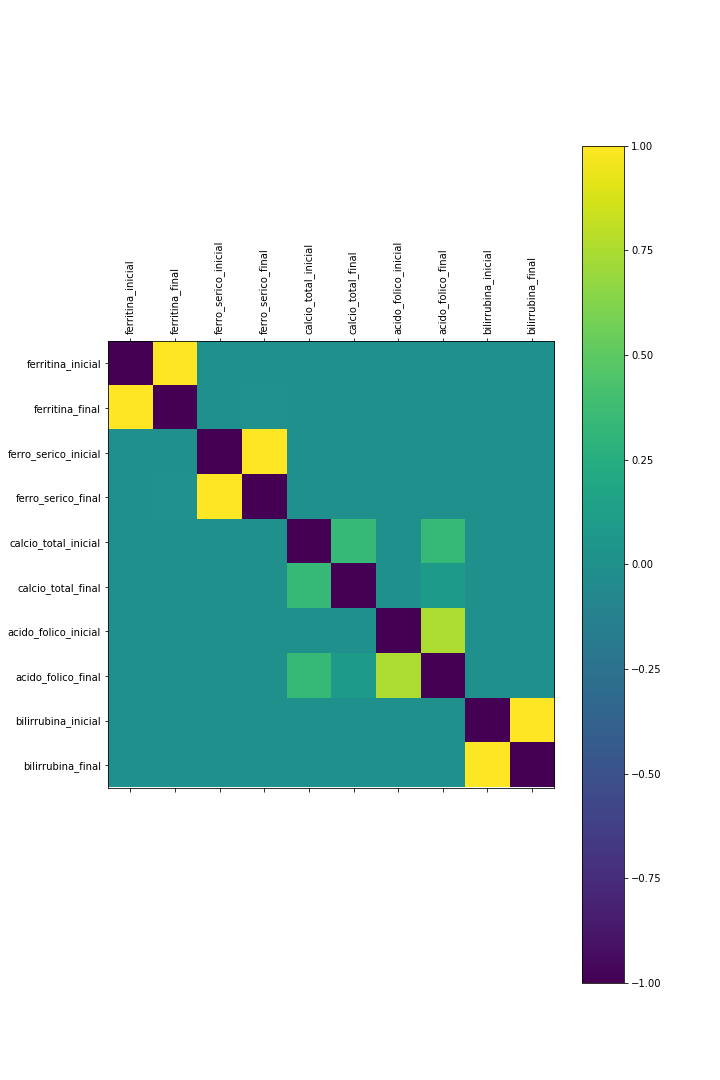 ferritina_inicial
ferritina_final
ferro_serico_inicial
ferro_serico_final
calcio_total_inicial
calcio_total_final
acido_folico_inicial
acido_folico_final
bilirrubina_inicial
bilirrubina_final
ferritina_inicial
ferritina_final
ferro_serico_inicial
ferro_serico_final
calcio_total_inicial
calcio_total_final
acido_folico_inicial
acido_folico_final
bilirrubina_inicial
bilirrubina_final
1.00
0.75
0.50
0.25
0.00
−0.25
−0.50
−0.75
−1.00